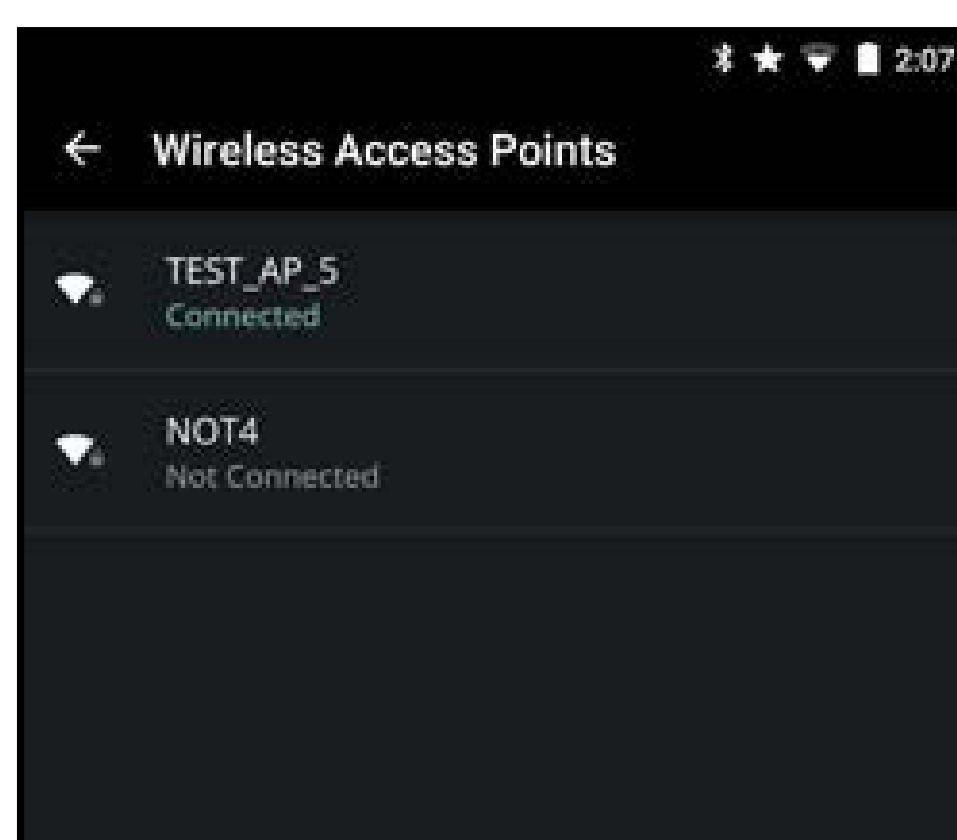 2:07
Wireless Access Points
TEST_AP_5
Connected
NOT4
Not Connected